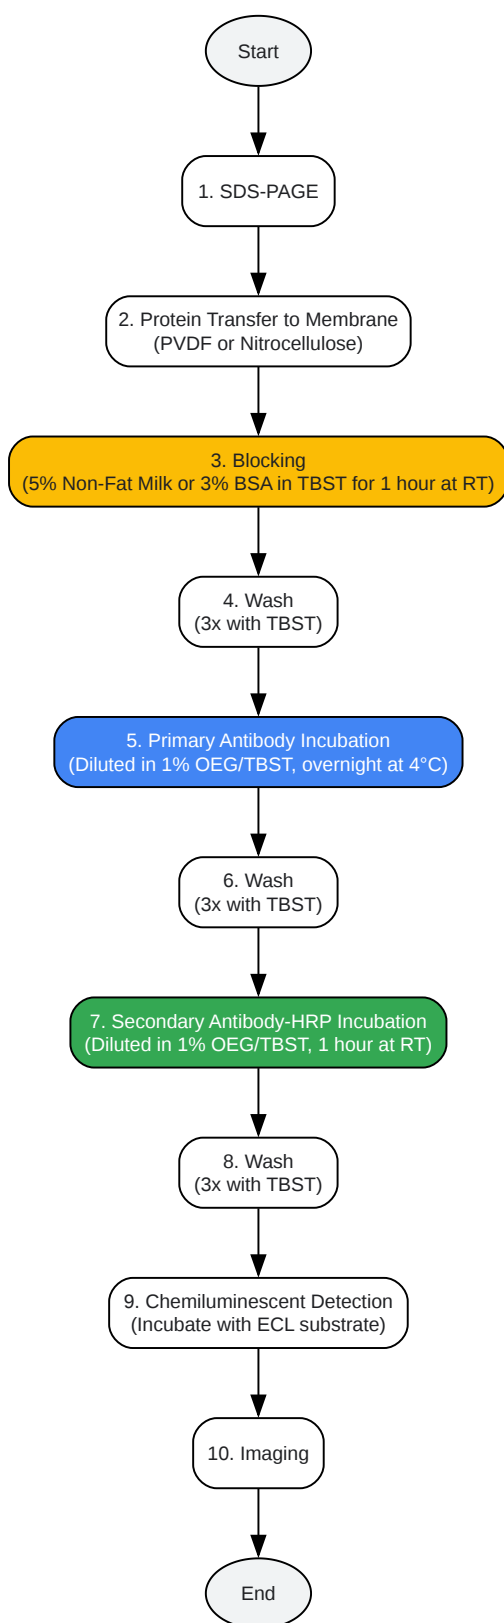 Start
1. SDS-PAGE
2. Protein Transfer to Membrane
(PVDF or Nitrocellulose)
3. Blocking
(5% Non-Fat Milk or 3% BSA in TBST for 1 hour at RT)
4. Wash
(3x with TBST)
5. Primary Antibody Incubation
(Diluted in 1% OEG/TBST, overnight at 4°C)
6. Wash
(3x with TBST)
7. Secondary Antibody-HRP Incubation
(Diluted in 1% OEG/TBST, 1 hour at RT)
8. Wash
(3x with TBST)
9. Chemiluminescent Detection
(Incubate with ECL substrate)
10. Imaging
End